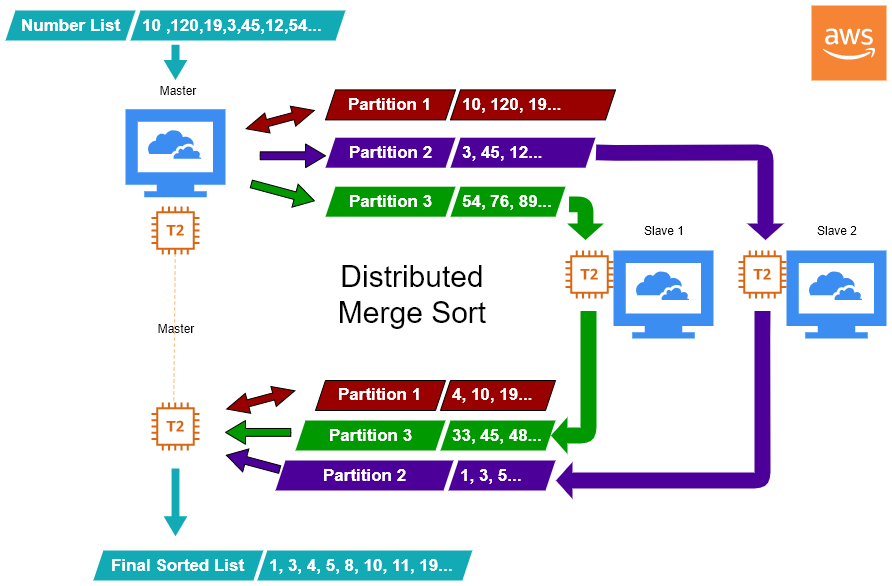 Number List 10 ,120,19,3,45,12,54...
aws
Master
Partition 1 10, 120, 19...
Partition 2 3, 45, 12...
Partition 3 54, 76, 89...
T2
Slave 1
Slave 2
T2
T2
Distributed
Merge Sort
Master
Partition 1 4, 10, 19...
T2
Partition 3 33, 45, 48...
Partition 2 1, 3, 5...
Final Sorted List 1, 3, 4, 5, 8, 10, 11, 19...